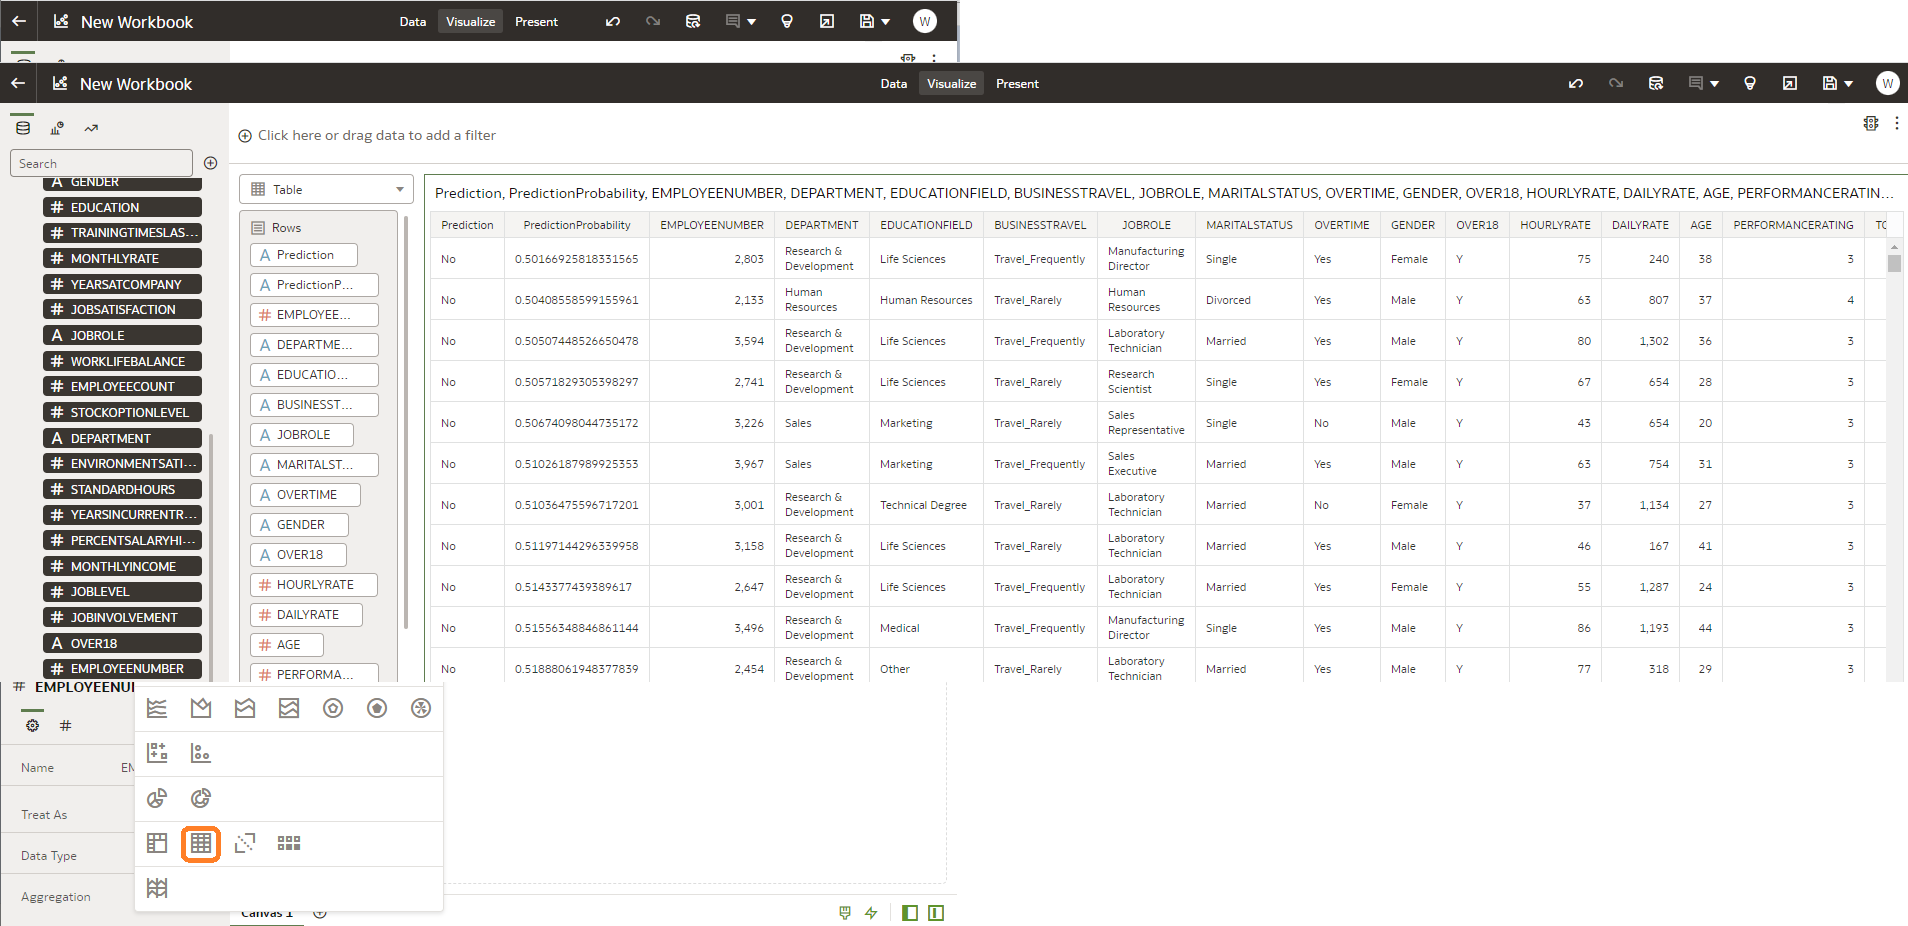 New Workbook Data Visualize Present W
New Workbook Data Visualize Present W
Click here or drag data to add a filter
Search
GENDER
EDUCATION
TRAININGTIMESLAS...
MONTHLYRATE
YEARSATCOMPANY
JOBSATISFACTION
JOBROLE
WORKLIFEBALANCE
EMPLOYEECOUNT
STOCKOPTIONLEVEL
DEPARTMENT
ENVIRONMENTSATI...
STANDARDHOURS
YEARSINCURRENTR...
PERCENTSALARYHI...
MONTHLYINCOME
JOBLEVEL
JOBINVOLVEMENT
OVER18
EMPLOYEENUMBER
Table
Rows
Prediction
PredictionP...
EMPLOYEE...
DEPARTME...
EDUCATIO...
BUSINESST...
JOBROLE
MARITALST...
OVERTIME
GENDER
OVER18
HOURLYRATE
DAILYRATE
AGE
PERFORMA...
Prediction, PredictionProbability, EMPLOYEENUMBER, DEPARTMENT, EDUCATIONFIELD, BUSINESSTRAVEL, JOBROLE, MARITALSTATUS, OVERTIME, GENDER, OVER18, HOURLYRATE, DAILYRATE, AGE, PERFORMANCERATIN...
Prediction PredictionProbability EMPLOYEENUMBER DEPARTMENT EDUCATIONFIELD BUSINESSTRAVEL JOBROLE MARITALSTATUS OVERTIME GENDER OVER18 HOURLYRATE DAILYRATE AGE PERFORMANCERATING
No 0.50166925818331565 2,803 Research & Development Life Sciences Travel_Frequently Manufacturing Director Single Yes Female Y 75 240 38 3
No 0.50408558599155961 2,133 Human Resources Human Resources Travel_Rarely Human Resources Divorced Yes Male Y 63 807 37 4
No 0.50507448526650478 3,594 Research & Development Life Sciences Travel_Frequently Laboratory Technician Married Yes Male Y 80 1,302 36 3
No 0.50571829305398297 2,741 Research & Development Life Sciences Travel_Rarely Research Scientist Single Yes Female Y 67 654 28 3
No 0.50674098044735172 3,226 Sales Marketing Travel_Rarely Sales Representative Single No Male Y 43 654 20 3
No 0.51026187989925353 3,967 Sales Marketing Travel_Frequently Sales Executive Married Yes Male Y 63 754 31 3
No 0.51036475596717201 3,001 Research & Development Technical Degree Travel_Rarely Laboratory Technician Married No Female Y 37 1,134 27 3
No 0.51197144296339958 3,158 Research & Development Life Sciences Travel_Rarely Laboratory Technician Married Yes Male Y 46 167 41 3
No 0.5143377439389617 2,647 Research & Development Life Sciences Travel_Frequently Laboratory Technician Married Yes Female Y 55 1,287 24 3
No 0.51556348846861144 3,496 Research & Development Medical Travel_Frequently Manufacturing Director Single Yes Male Y 86 1,193 44 3
No 0.51888061948377839 2,454 Research & Development Other Travel_Rarely Laboratory Technician Married Yes Male Y 77 318 29 3
# EMPLOYEENU
Name EM
Treat As
Data Type
Aggregation
Canvas 1